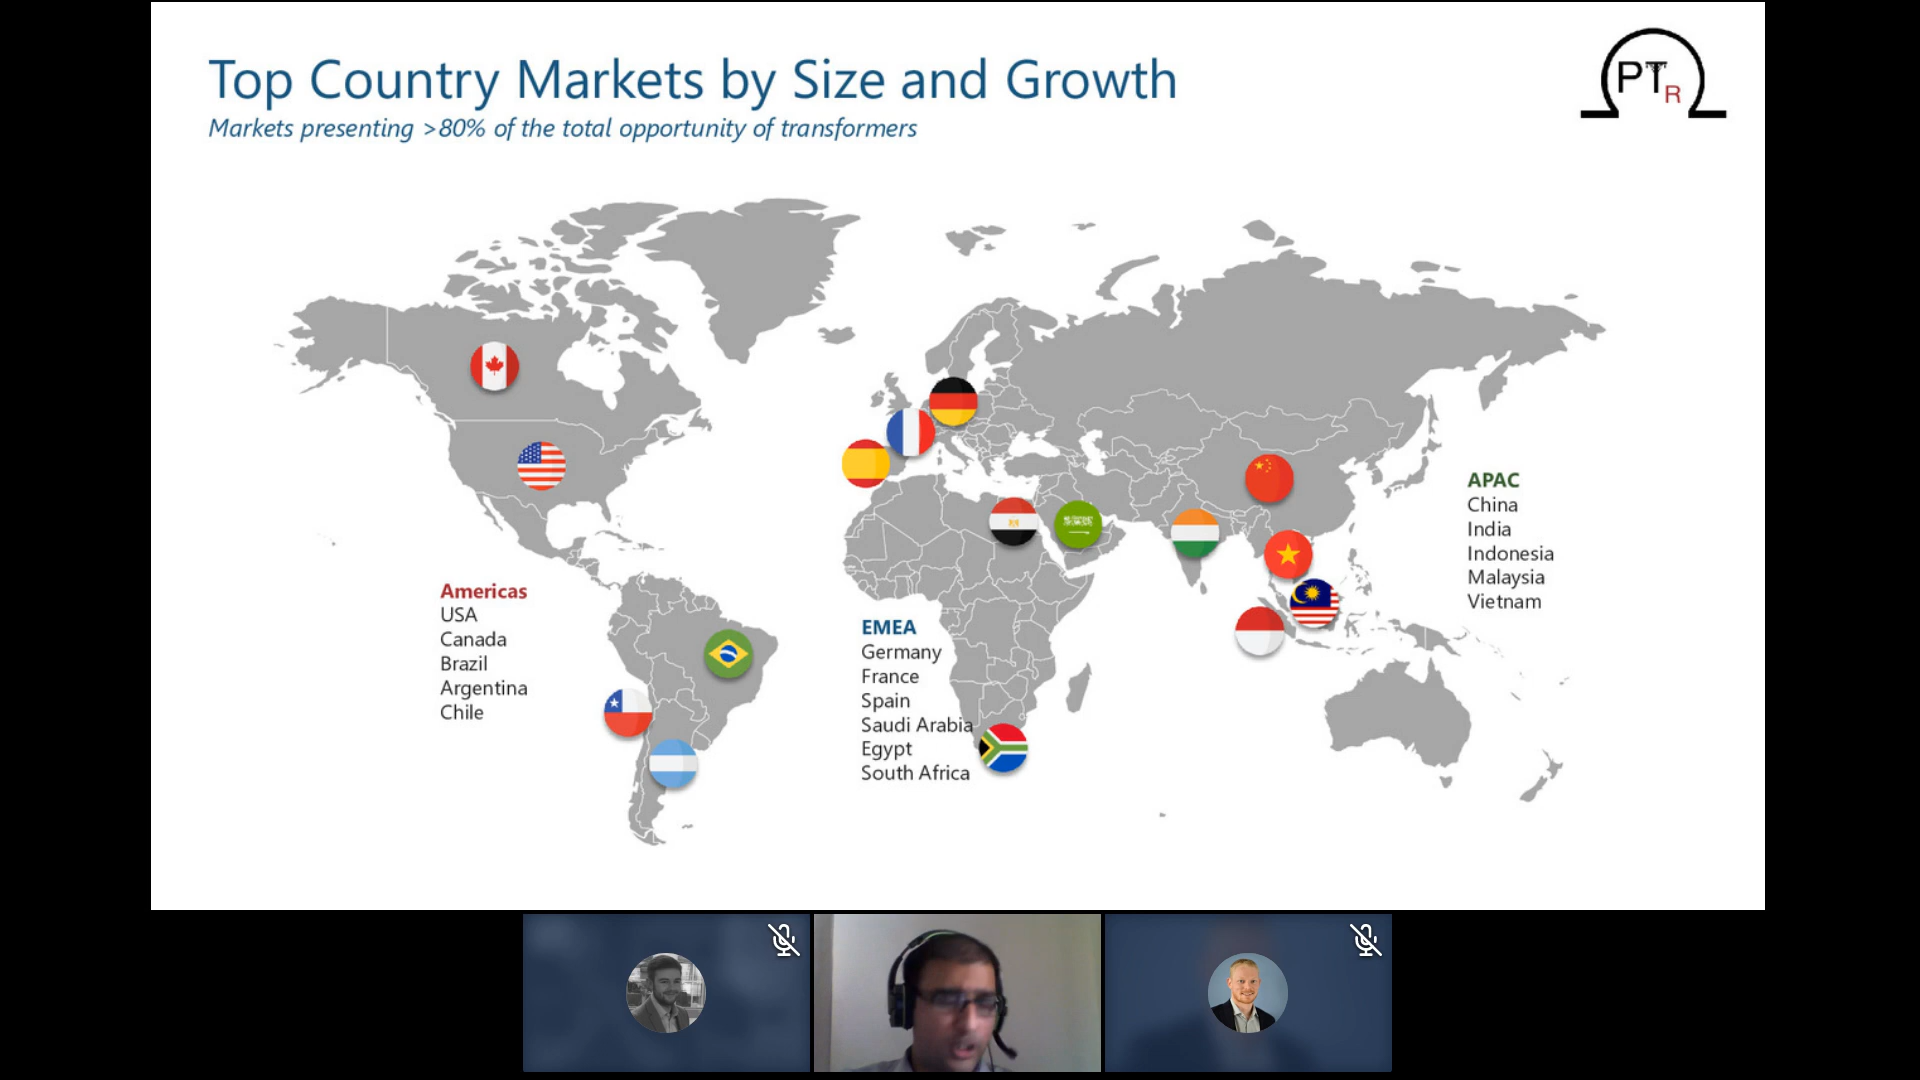 Top Country Markets by Size and Growth
Markets presenting >80% of the total opportunity of transformers
PTR
Americas
USA
Canada
Brazil
Argentina
Chile
EMEA
Germany
France
Spain
Saudi Arabia
Egypt
South Africa
APAC
China
India
Indonesia
Malaysia
Vietnam